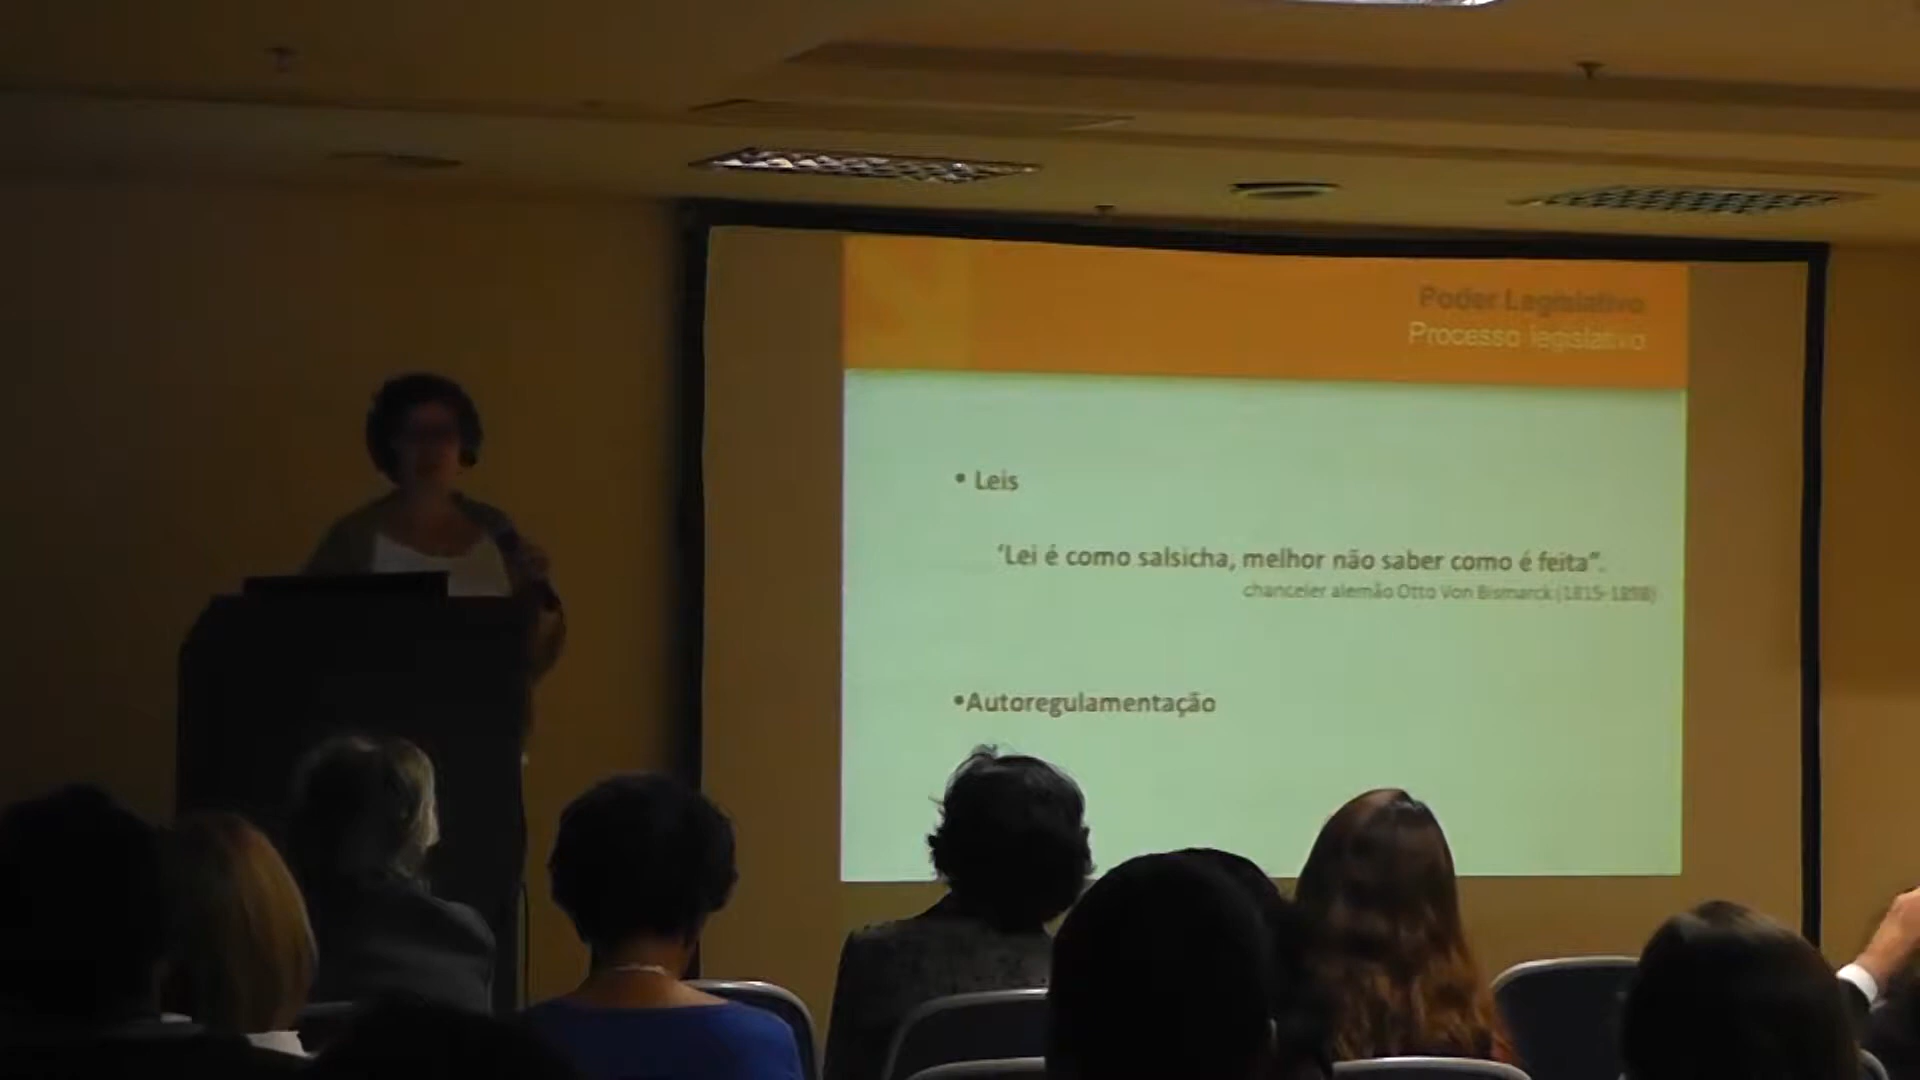 Poder Legislativo
Processo legislativo
• Leis
‘Lei é como salsicha, melhor não saber como é feita”.
chanceler alemão Otto Von Bismarck (1815-1898)
•Autoregulamentação